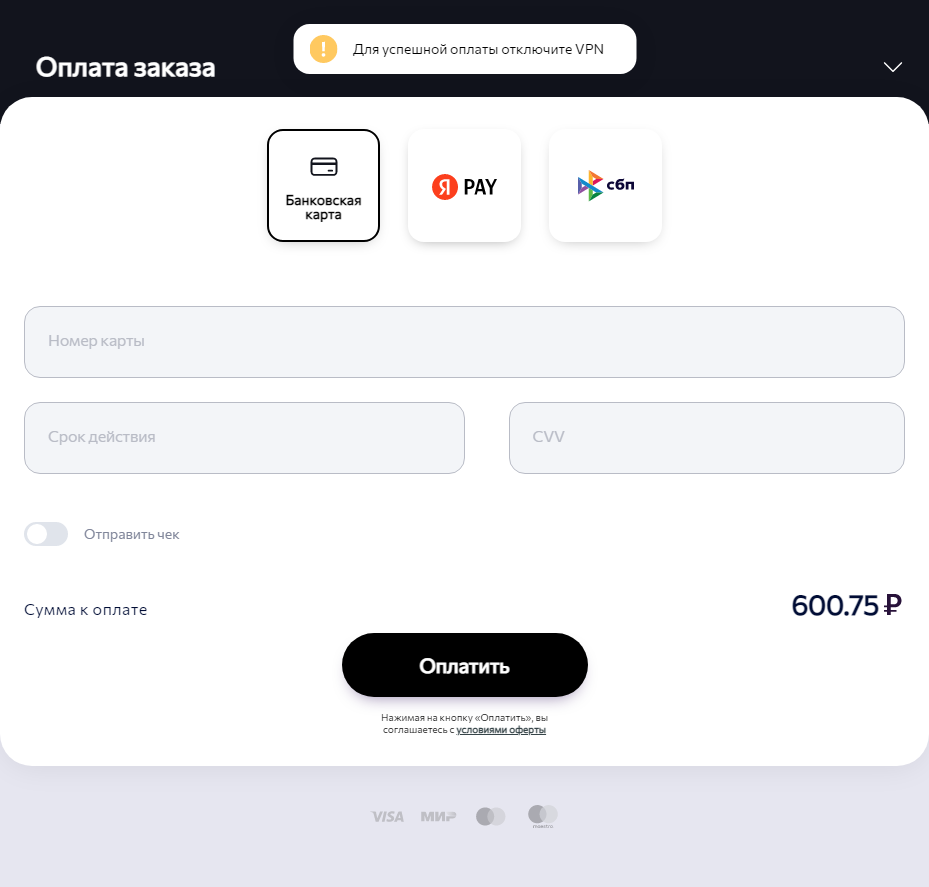 Для успешной оплаты отключите VPN
Оплата заказа
Банковская
карта
Я PAY
сбп
Номер карты
Срок действия
CVV
Отправить чек
Сумма к оплате
600.75 ₽
Оплатить
Нажимая на кнопку «Оплатить», вы
соглашаетесь с условиями оферты
VISA
МИР
maestro